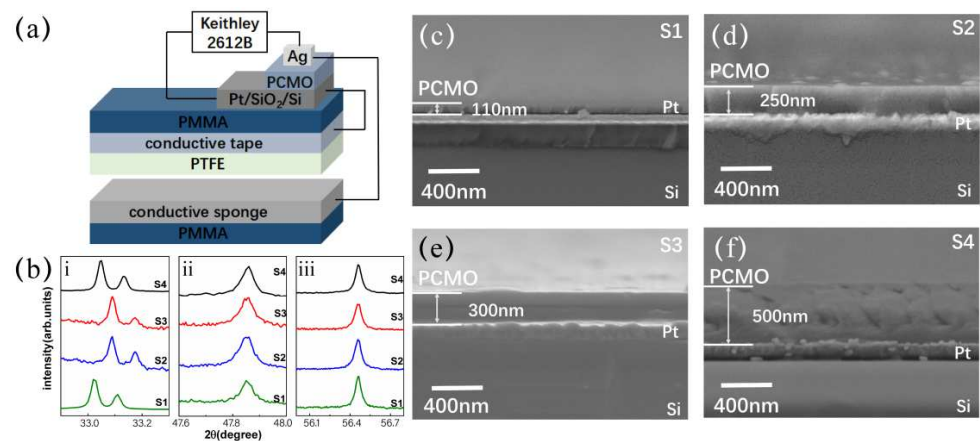 (a)
Keithley
2612B
Ag
PCMO
Pt/SiO₂/Si
PMMA
conductive tape
PTFE
conductive sponge
PMMA
(b)
i
ii
iii
S4
S4
S4
S3
S3
S3
S2
S2
S2
S1
S1
S1
intensity(arb.units)
33.0
33.2
47.6
47.8
48.0
56.1
56.4
56.7
2θ(degree)
(c)
S1
PCMO
110nm
Pt
400nm
Si
(d)
S2
PCMO
250nm
Pt
400nm
Si
(e)
S3
PCMO
300nm
Pt
400nm
Si
(f)
S4
PCMO
500nm
Pt
400nm
Si